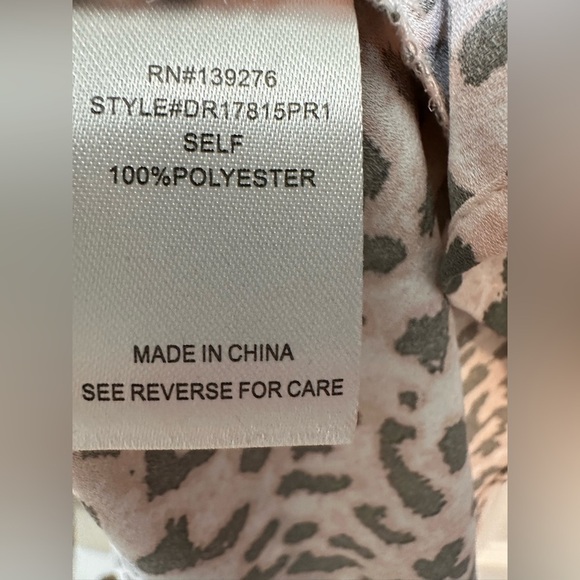 RN#139276
STYLE#DR17815PR1
SELF
100%POLYESTER
MADE IN CHINA
SEE REVERSE FOR CARE